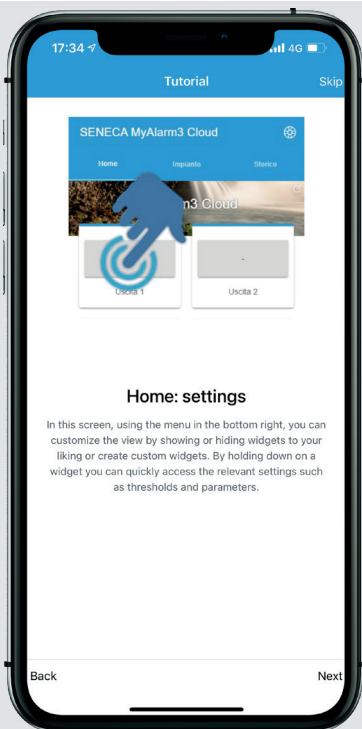 17:34
4G
Tutorial
Skip
SENECA MyAlarm3 Cloud
Home Impianto Storico
m3 Cloud
-
Uscita 1
Uscita 2
Home: settings
In this screen, using the menu in the bottom right, you can
customize the view by showing or hiding widgets to your
liking or create custom widgets. By holding down on a
widget you can quickly access the relevant settings such
as thresholds and parameters.
Back
Next